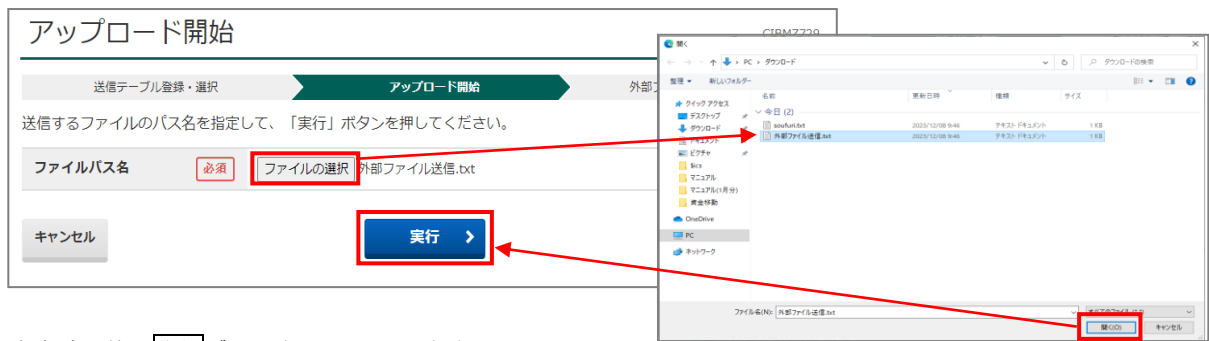 アップロード開始
CIBMZ729
送信テーブル登録・選択
アップロード開始
送信するファイルのパス名を指定して、「実行」ボタンを押してください。
ファイルパス名
必須
ファイルの選択
外部ファイル送信.txt
キャンセル
実行
開く
PC › ダウンロード
ダウンロードの検索
整理
新しいフォルダー
名前
更新日時
種類
サイズ
クイック アクセス
デスクトップ
ダウンロード
ドキュメント
ピクチャ
マニュアル
マニュアル(1月分)
資金移動
OneDrive
PC
ネットワーク
今日 (2)
soufuri.txt 2023/12/08 9:46 テキスト ドキュメント 1 KB
外部ファイル送信.txt 2023/12/08 9:46 テキスト ドキュメント 1 KB
ファイル名(N): 外部ファイル送信.txt
開く(O)
キャンセル